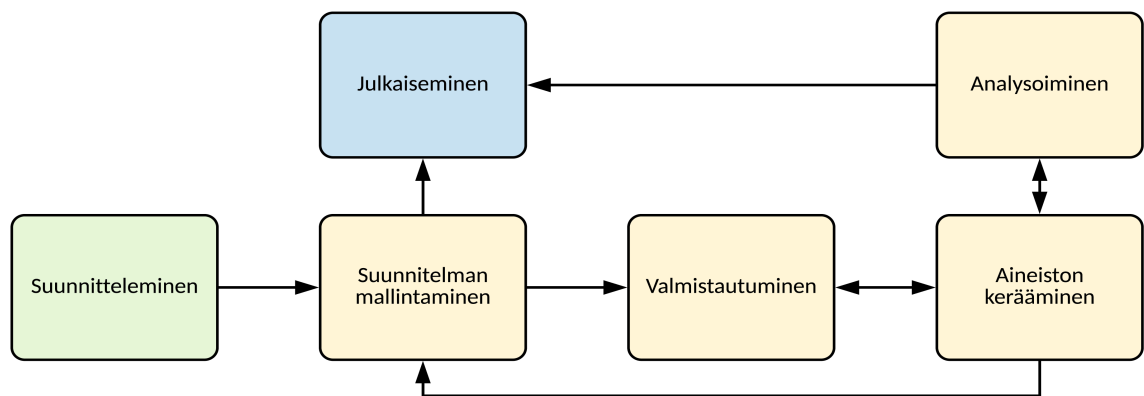 Julkaiseminen
Analysoiminen
Suunnitteleminen
Suunnitelman
mallintaminen
Valmistautuminen
Aineiston
kerääminen